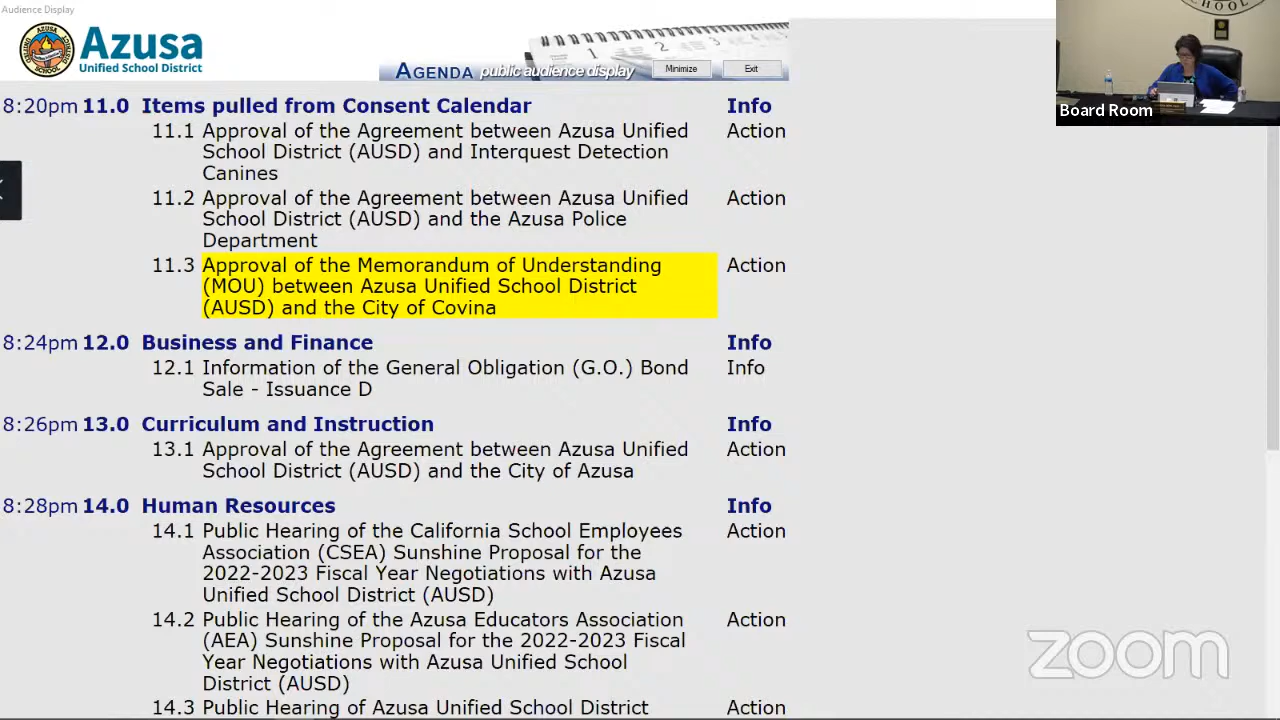 Audience Display
Azusa
Unified School District
AGENDA public audience display
Minimize
Exit
SCHOOL
Board Room
8:20pm 11.0 Items pulled from Consent Calendar Info
11.1 Approval of the Agreement between Azusa Unified Action
School District (AUSD) and Interquest Detection
Canines
11.2 Approval of the Agreement between Azusa Unified Action
School District (AUSD) and the Azusa Police
Department
11.3 Approval of the Memorandum of Understanding Action
(MOU) between Azusa Unified School District
(AUSD) and the City of Covina
8:24pm 12.0 Business and Finance Info
12.1 Information of the General Obligation (G.O.) Bond Info
Sale - Issuance D
8:26pm 13.0 Curriculum and Instruction Info
13.1 Approval of the Agreement between Azusa Unified Action
School District (AUSD) and the City of Azusa
8:28pm 14.0 Human Resources Info
14.1 Public Hearing of the California School Employees Action
Association (CSEA) Sunshine Proposal for the
2022-2023 Fiscal Year Negotiations with Azusa
Unified School District (AUSD)
14.2 Public Hearing of the Azusa Educators Association Action
(AEA) Sunshine Proposal for the 2022-2023 Fiscal
Year Negotiations with Azusa Unified School
District (AUSD)
14.3 Public Hearing of Azusa Unified School District Action
zoom